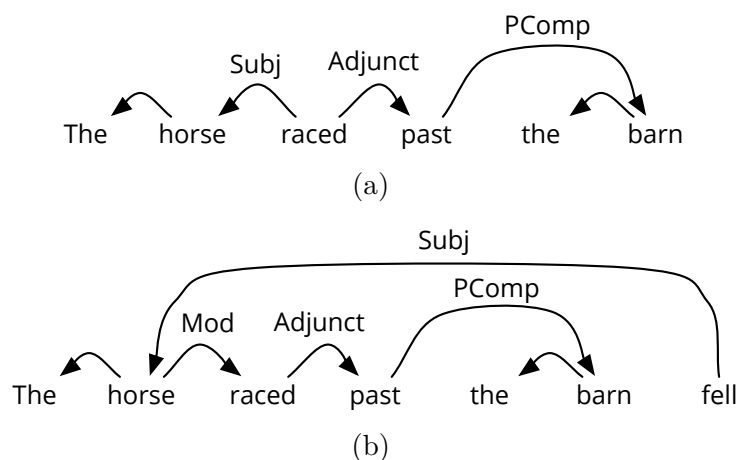 PComp
Subj Adjunct
The horse raced past the barn
(a)
Subj
PComp
Mod Adjunct
The horse raced past the barn fell
(b)